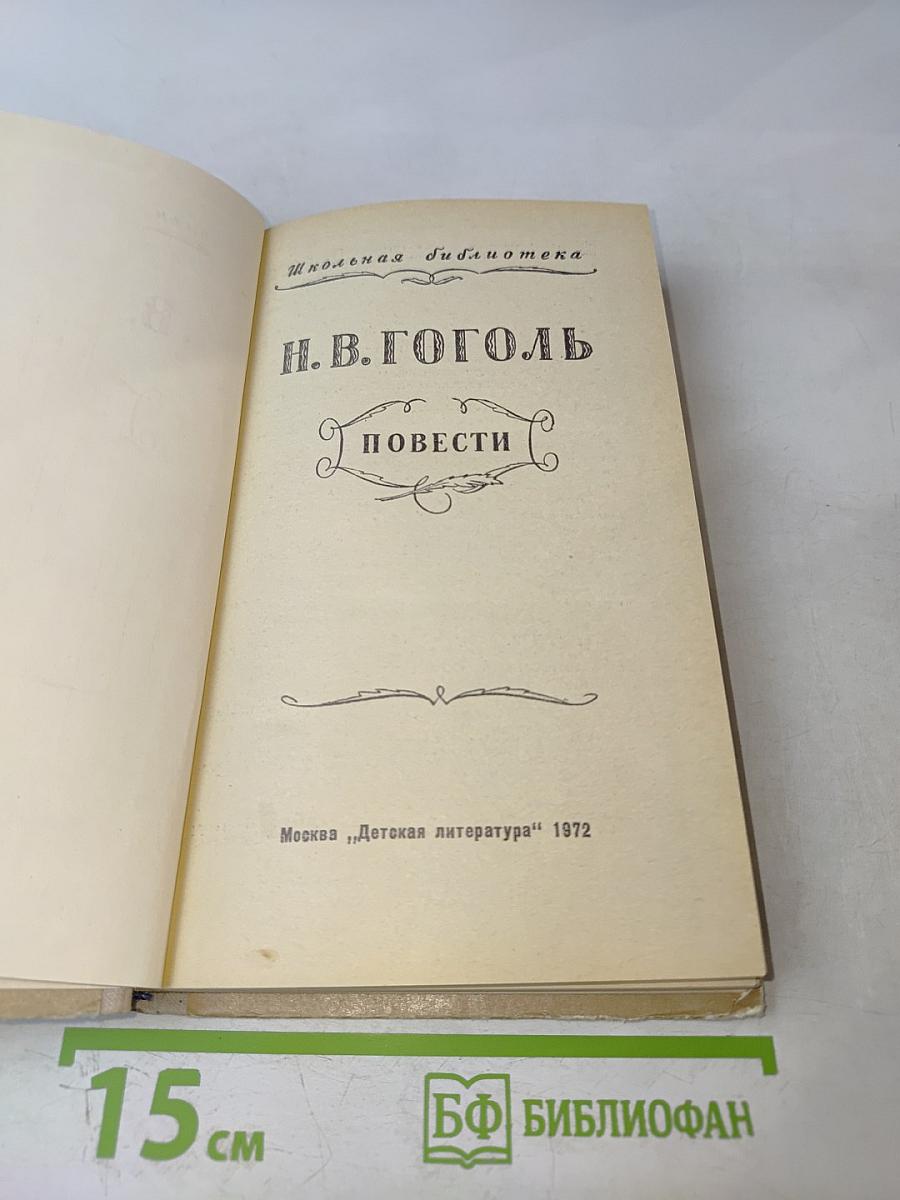 Школьная библиотека
Н.В.ГОГОЛЬ
ПОВЕСТИ
Москва „Детская литература“ 1972
15 см
БФ БИБЛИОФАН